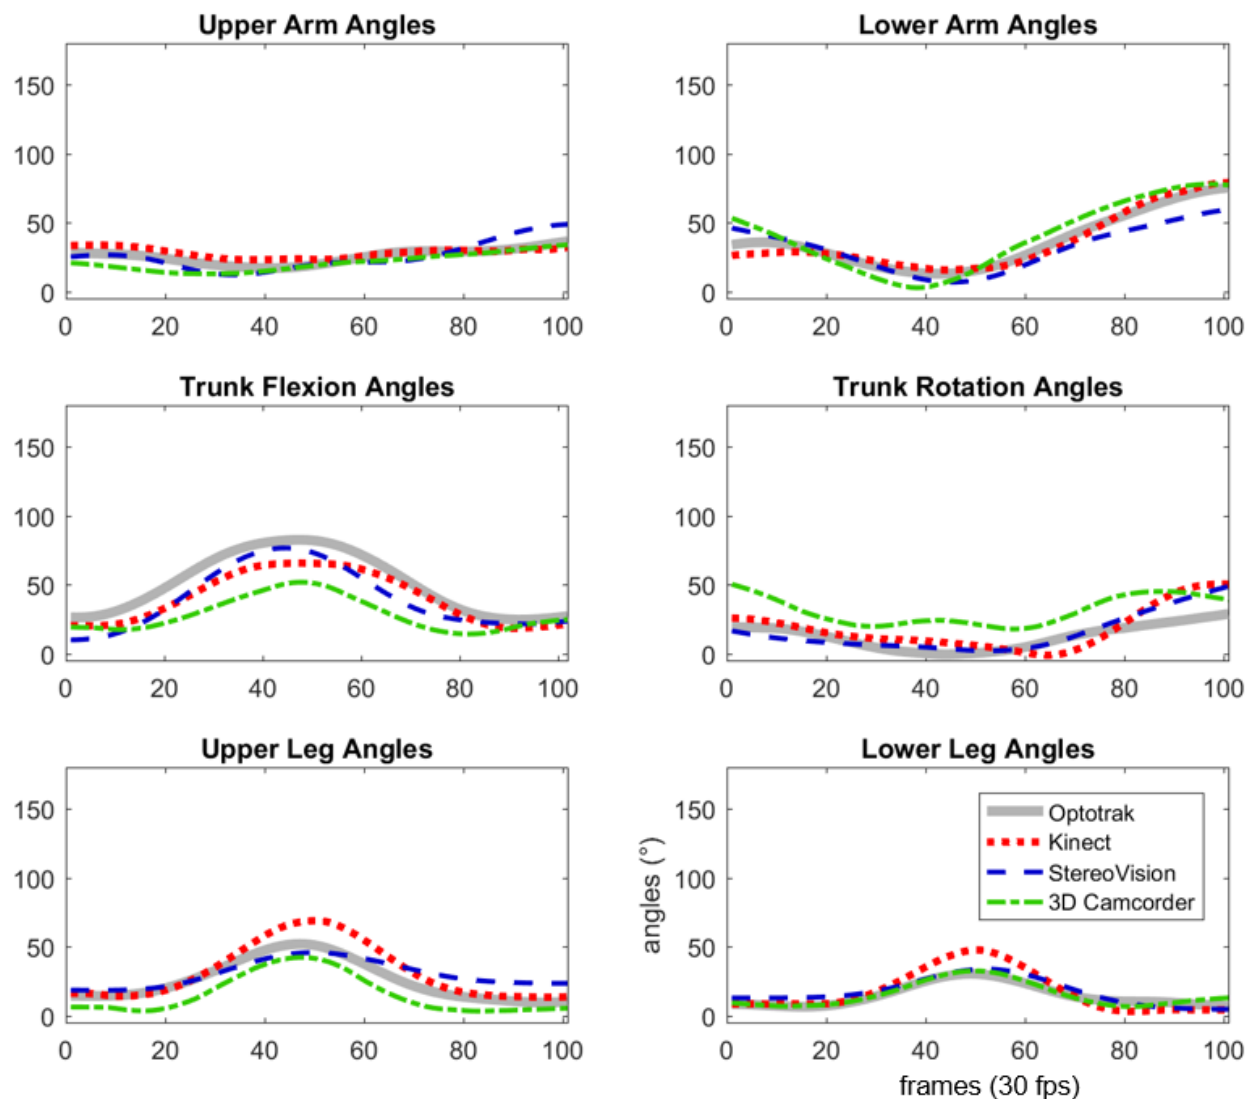 Upper Arm Angles
150
100
50
0
0 20 40 60 80 100
Lower Arm Angles
150
100
50
0
0 20 40 60 80 100
Trunk Flexion Angles
150
100
50
0
0 20 40 60 80 100
Trunk Rotation Angles
150
100
50
0
0 20 40 60 80 100
Upper Leg Angles
150
100
50
0
0 20 40 60 80 100
Lower Leg Angles
angles (°)
150
100
50
0
Optotrak
Kinect
StereoVision
3D Camcorder
0 20 40 60 80 100
frames (30 fps)